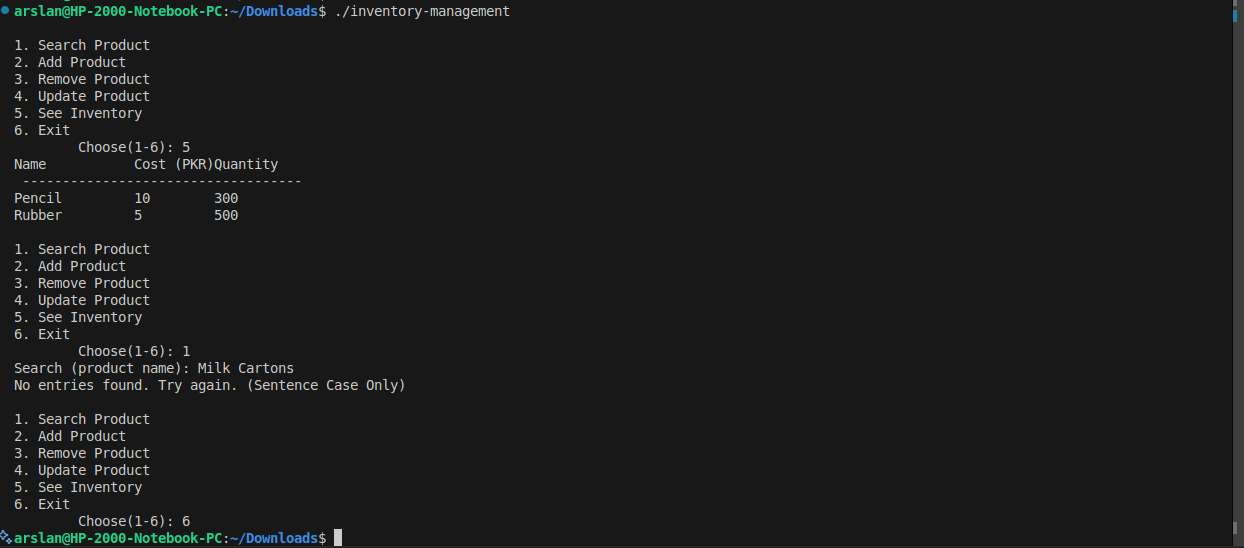 arslan@HP-2000-Notebook-PC:~/Downloads$ ./inventory-management
1. Search Product
2. Add Product
3. Remove Product
4. Update Product
5. See Inventory
6. Exit
Choose(1-6): 5
Name Cost (PKR)Quantity
-----------------------------------
Pencil 10 300
Rubber 5 500
1. Search Product
2. Add Product
3. Remove Product
4. Update Product
5. See Inventory
6. Exit
Choose(1-6): 1
Search (product name): Milk Cartons
No entries found. Try again. (Sentence Case Only)
1. Search Product
2. Add Product
3. Remove Product
4. Update Product
5. See Inventory
6. Exit
Choose(1-6): 6
arslan@HP-2000-Notebook-PC:~/Downloads$